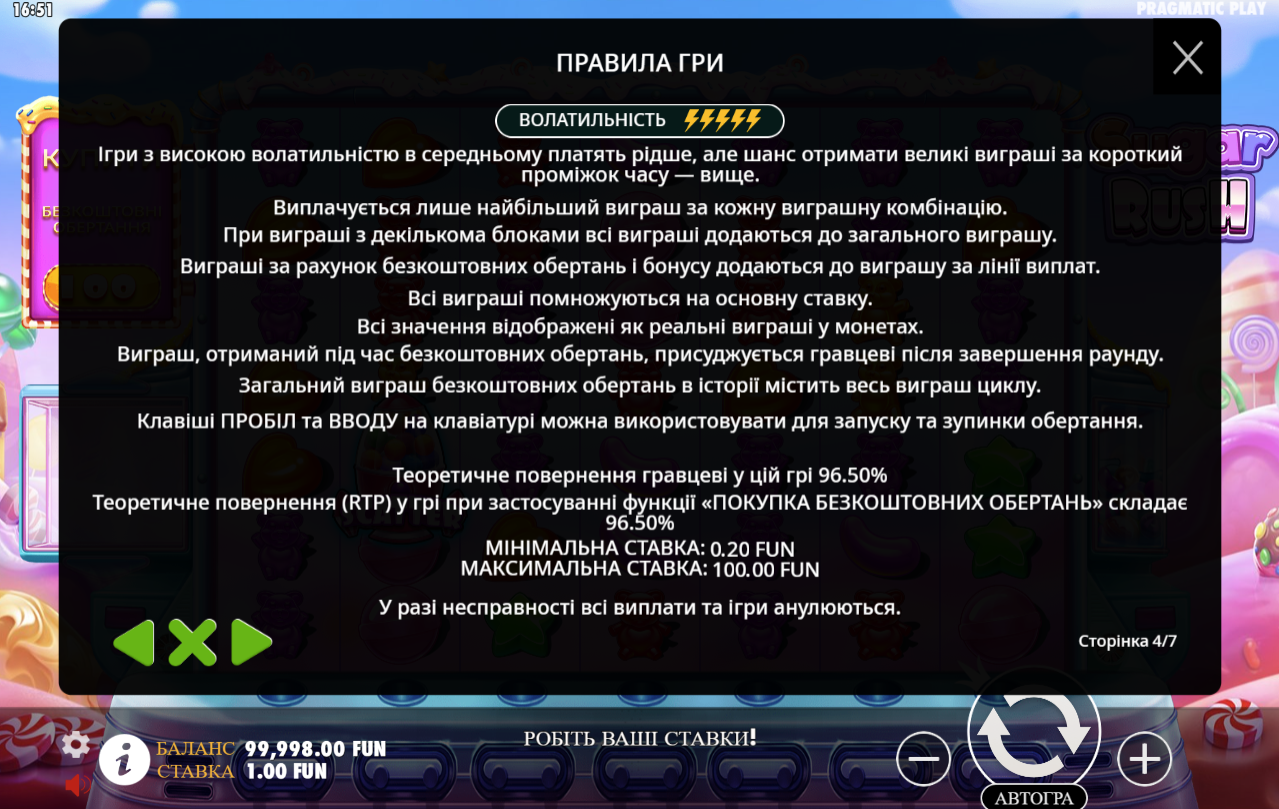 16:51
PRAGMATIC PLAY
ПРАВИЛА ГРИ
ВОЛАТИЛЬНІСТЬ
Ігри з високою волатильністю в середньому платять рідше, але шанс отримати великі виграші за короткий
проміжок часу — вище.
Виплачується лише найбільший виграш за кожну виграшну комбінацію.
При виграші з декількома блоками всі виграші додаються до загального виграшу.
Виграші за рахунок безкоштовних обертань і бонусу додаються до виграшу за лінії виплат.
Всі виграші помножуються на основну ставку.
Всі значення відображені як реальні виграші у монетах.
Виграш, отриманий під час безкоштовних обертань, присуджується гравцеві після завершення раунду.
Загальний виграш безкоштовних обертань в історії містить весь виграш циклу.
Клавіші ПРОБІЛ та ВВОДУ на клавіатурі можна використовувати для запуску та зупинки обертання.
Теоретичне повернення гравцеві у цій грі 96.50%
Теоретичне повернення (RTP) у грі при застосуванні функції «ПОКУПКА БЕЗКОШТОВНИХ ОБЕРТАНЬ» складає
96.50%
МІНІМАЛЬНА СТАВКА: 0.20 FUN
МАКСИМАЛЬНА СТАВКА: 100.00 FUN
У разі несправності всі виплати та ігри анулюються.
Сторінка 4/7
БЕЗКОШТОВНІ
ОБЕРТАННЯ
100
RUSH
SCATTER
РОБІТЬ ВАШІ СТАВКИ!
БАЛАНС 99,998.00 FUN
СТАВКА 1.00 FUN
АВТОГРА